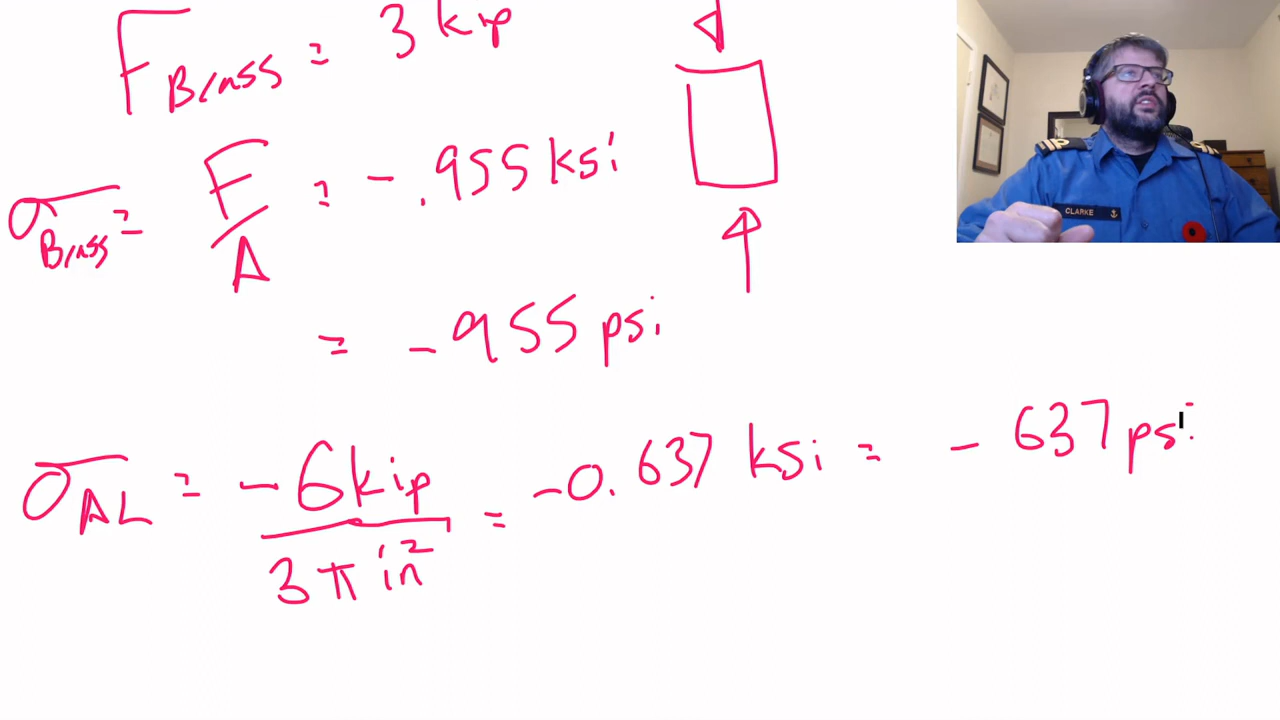 F_Brass = 3 kip
σ_Brass = F/A = -.955 ksi
= -955 psi
σ_AL = -6 kip / 3π in² = -0.637 ksi = -637 psi
CLARKE